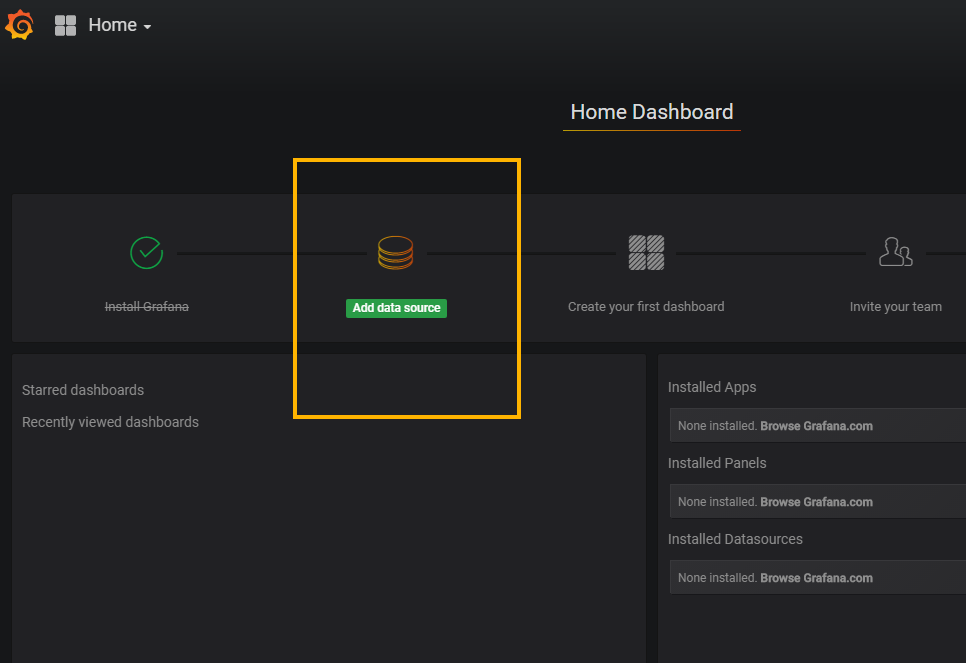 Home
Home Dashboard
Install Grafana
Add data source
Create your first dashboard
Invite your team
Starred dashboards
Recently viewed dashboards
Installed Apps
None installed. Browse Grafana.com
Installed Panels
None installed. Browse Grafana.com
Installed Datasources
None installed. Browse Grafana.com